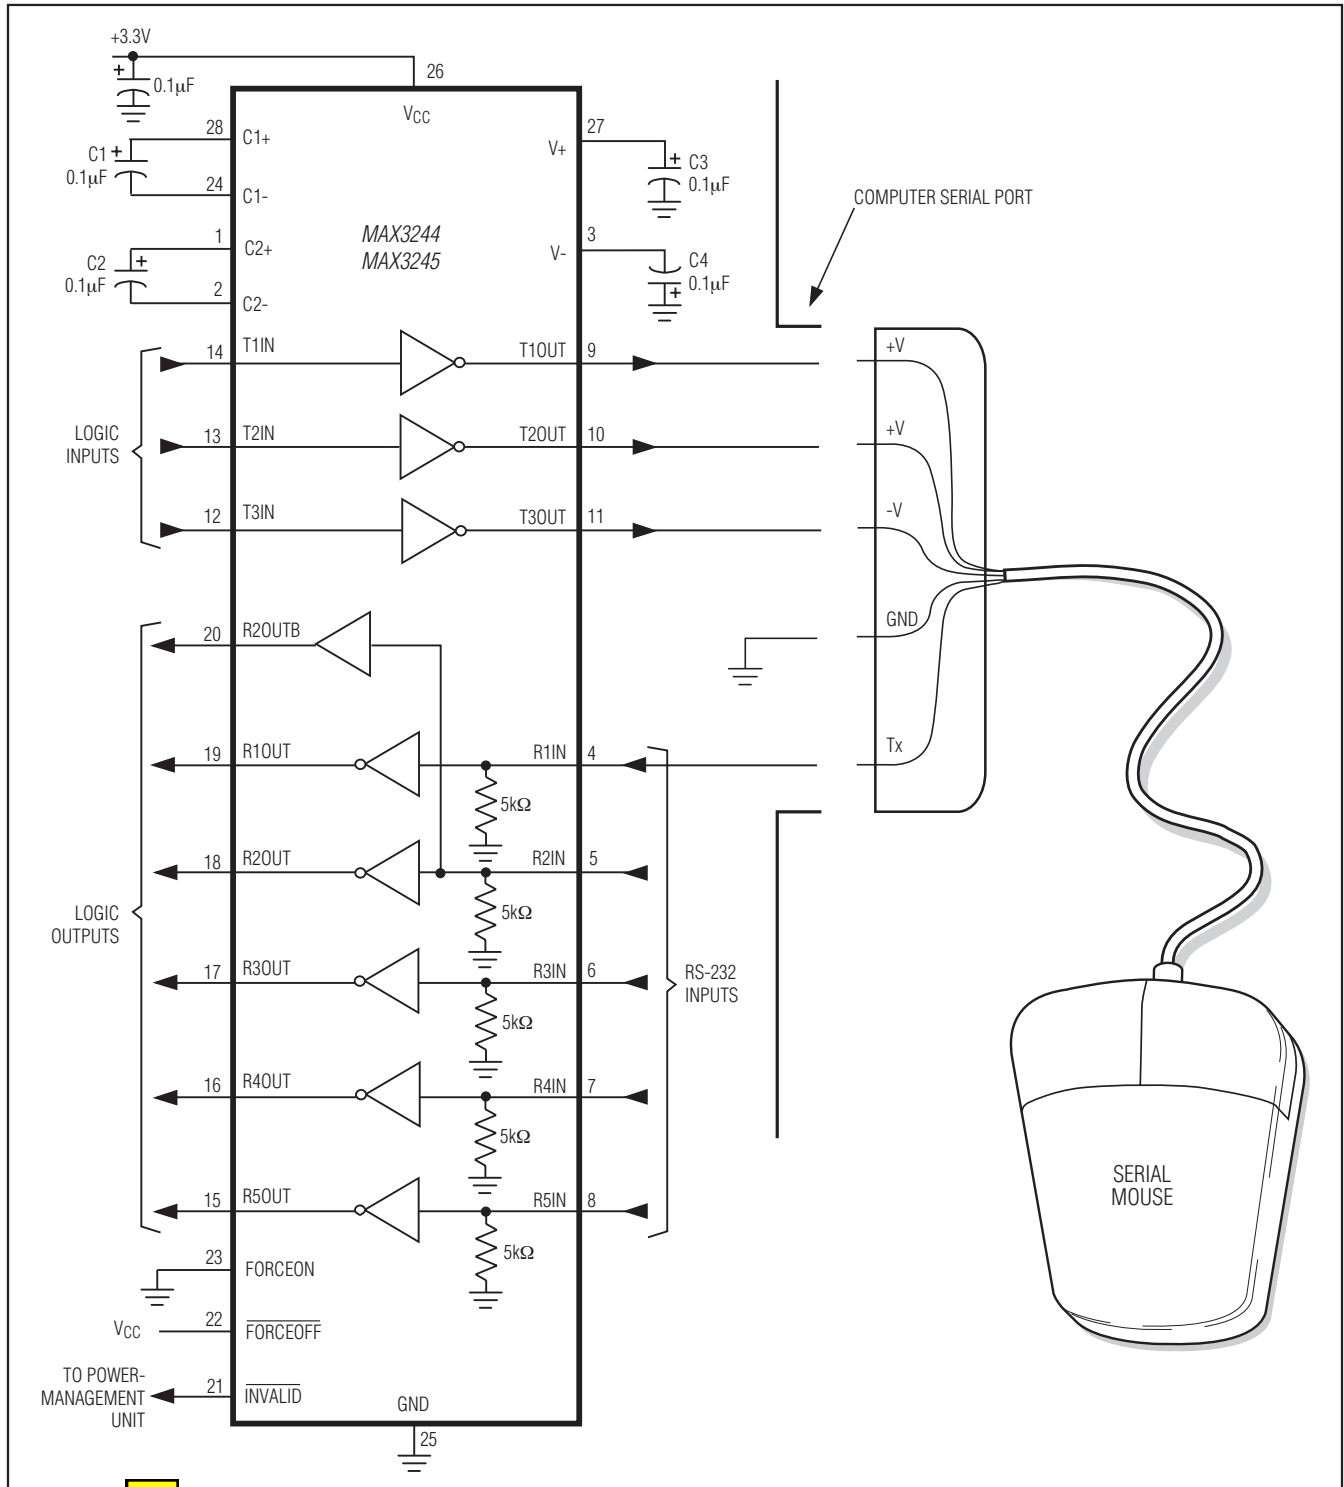 +3.3V
+
0.1µF
26
VCC
28
C1+
C1
+
0.1µF
24
C1-
1
C2+
C2
+
0.1µF
2
C2-
MAX3244
MAX3245
27
V+
+
C3
0.1µF
3
V-
C4
0.1µF
+
COMPUTER SERIAL PORT
LOGIC
INPUTS
14
T1IN
T1OUT
9
13
T2IN
T2OUT
10
12
T3IN
T3OUT
11
+V
+V
-V
GND
Tx
LOGIC
OUTPUTS
20
R2OUTB
19
R1OUT
R1IN
4
5kΩ
18
R2OUT
R2IN
5
5kΩ
17
R3OUT
R3IN
6
5kΩ
16
R4OUT
R4IN
7
5kΩ
15
R5OUT
R5IN
8
5kΩ
RS-232
INPUTS
23
FORCEON
VCC
22
FORCEOFF
TO POWER-
MANAGEMENT
UNIT
21
INVALID
GND
25
SERIAL
MOUSE